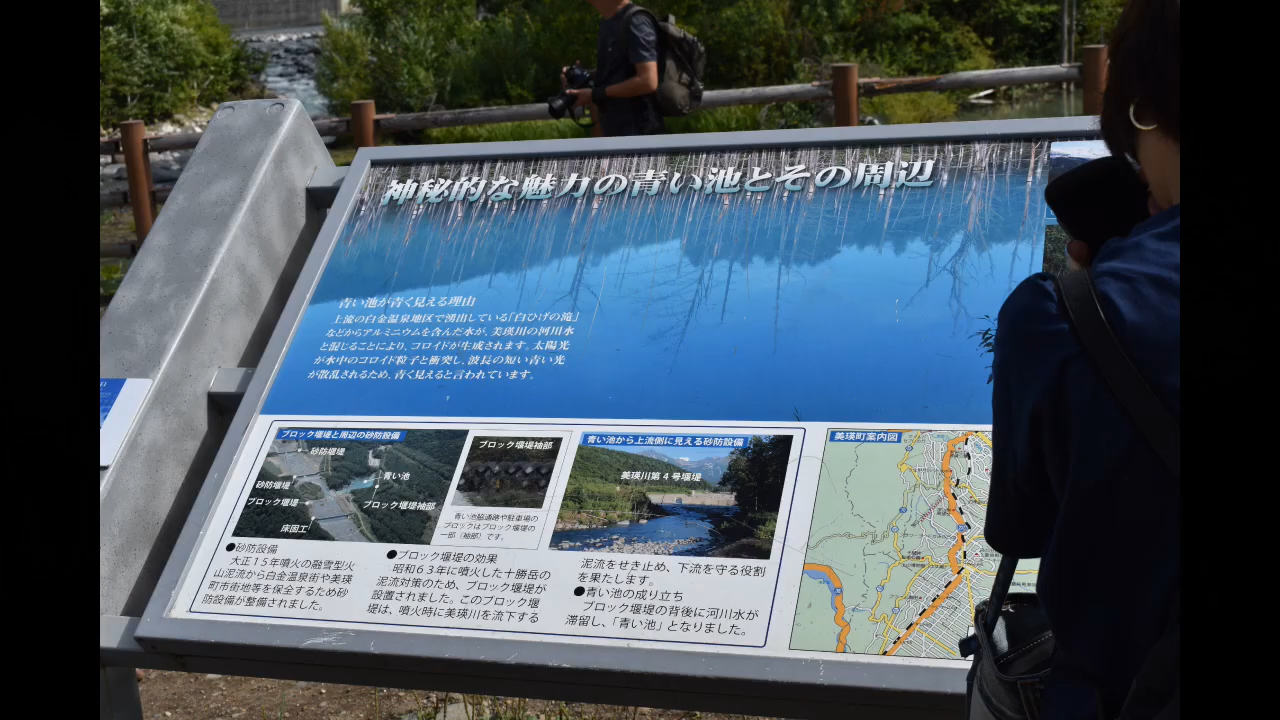 神秘的な魅力の青い池とその周辺
青い池が青く見える理由
上流の白金温泉地区で湧出している「白ひげの滝」
などからアルミニウムを含んだ水が、美瑛川の河川水
と混じることにより、コロイドが生成されます。太陽光
が水中のコロイド粒子と衝突し、波長の短い青い光
が散乱されるため、青く見えると言われています。
ブロック堰堤と周辺の砂防設備
砂防堰堤
青い池
砂防堰堤
ブロック堰堤
ブロック堰堤袖部
床固工
ブロック堰堤袖部
青い池脇通路や駐車場の
ブロックはブロック堰堤の
一部(袖部)です。
青い池から上流側に見える砂防設備
美瑛川第4号堰堤
●砂防設備
大正15年噴火の融雪型火
山泥流から白金温泉街や美瑛
町市街地等を保全するため砂
防設備が整備されました。
●ブロック堰堤の効果
昭和63年に噴火した十勝岳の
泥流対策のため、ブロック堰堤が
設置されました。このブロック堰
堤は、噴火時に美瑛川を流下する
泥流をせき止め、下流を守る役割
を果たします。
●青い池の成り立ち
ブロック堰堤の背後に河川水が
滞留し、「青い池」となりました。
美瑛町案内図